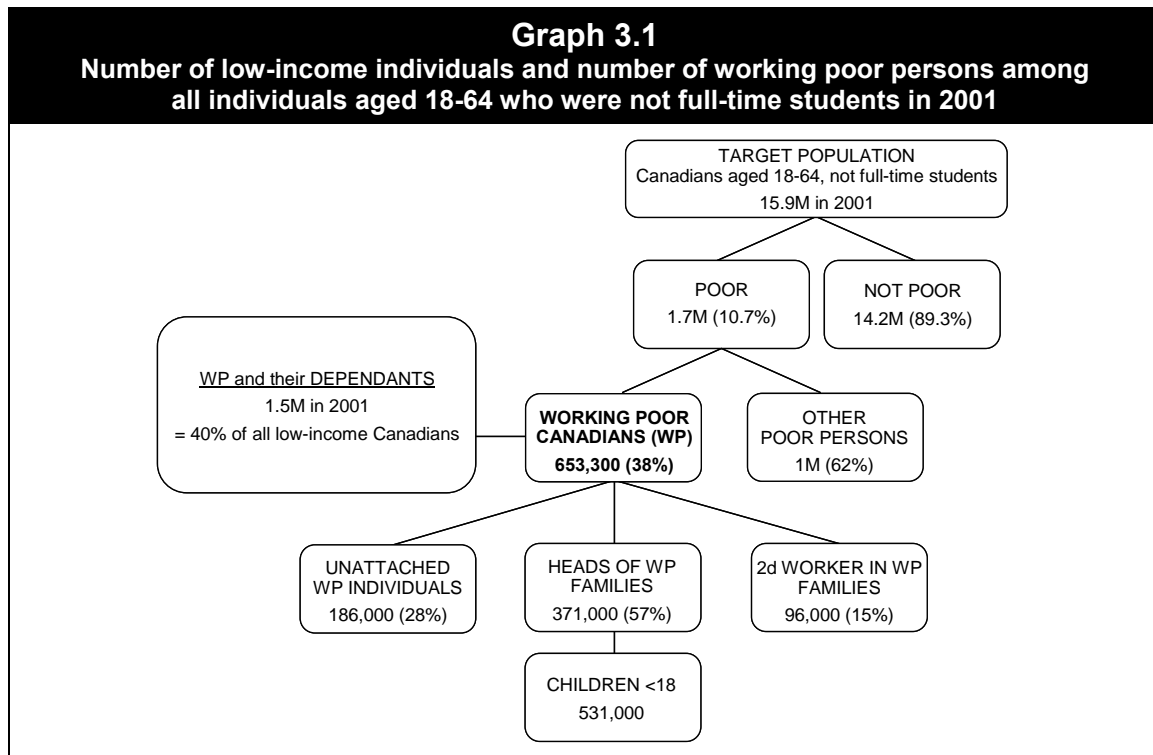 Graph 3.1
Number of low-income individuals and number of working poor persons among
all individuals aged 18-64 who were not full-time students in 2001
TARGET POPULATION
Canadians aged 18-64, not full-time students
15.9M in 2001
POOR
1.7M (10.7%)
NOT POOR
14.2M (89.3%)
WP and their DEPENDANTS
1.5M in 2001
= 40% of all low-income Canadians
WORKING POOR
CANADIANS (WP)
653,300 (38%)
OTHER
POOR PERSONS
1M (62%)
UNATTACHED
WP INDIVIDUALS
186,000 (28%)
HEADS OF WP
FAMILIES
371,000 (57%)
2d WORKER IN WP
FAMILIES
96,000 (15%)
CHILDREN <18
531,000